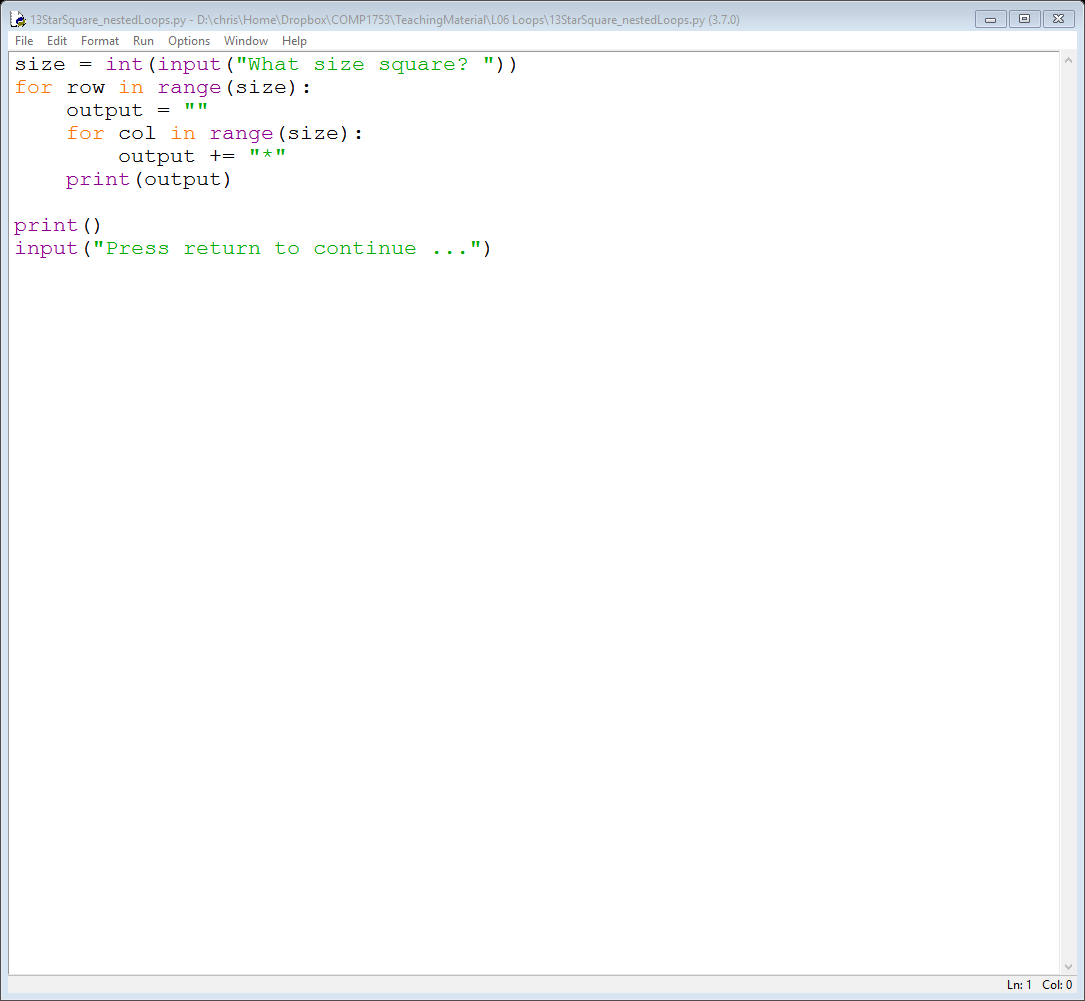 13StarSquare_nestedLoops.py - D:\chris\Home\Dropbox\COMP1753\TeachingMaterial\L06 Loops\13StarSquare_nestedLoops.py (3.7.0)
File Edit Format Run Options Window Help
size = int(input("What size square? "))
for row in range(size):
    output = ""
    for col in range(size):
        output += "*"
    print(output)

print()
input("Press return to continue ...")
Ln: 1 Col: 0